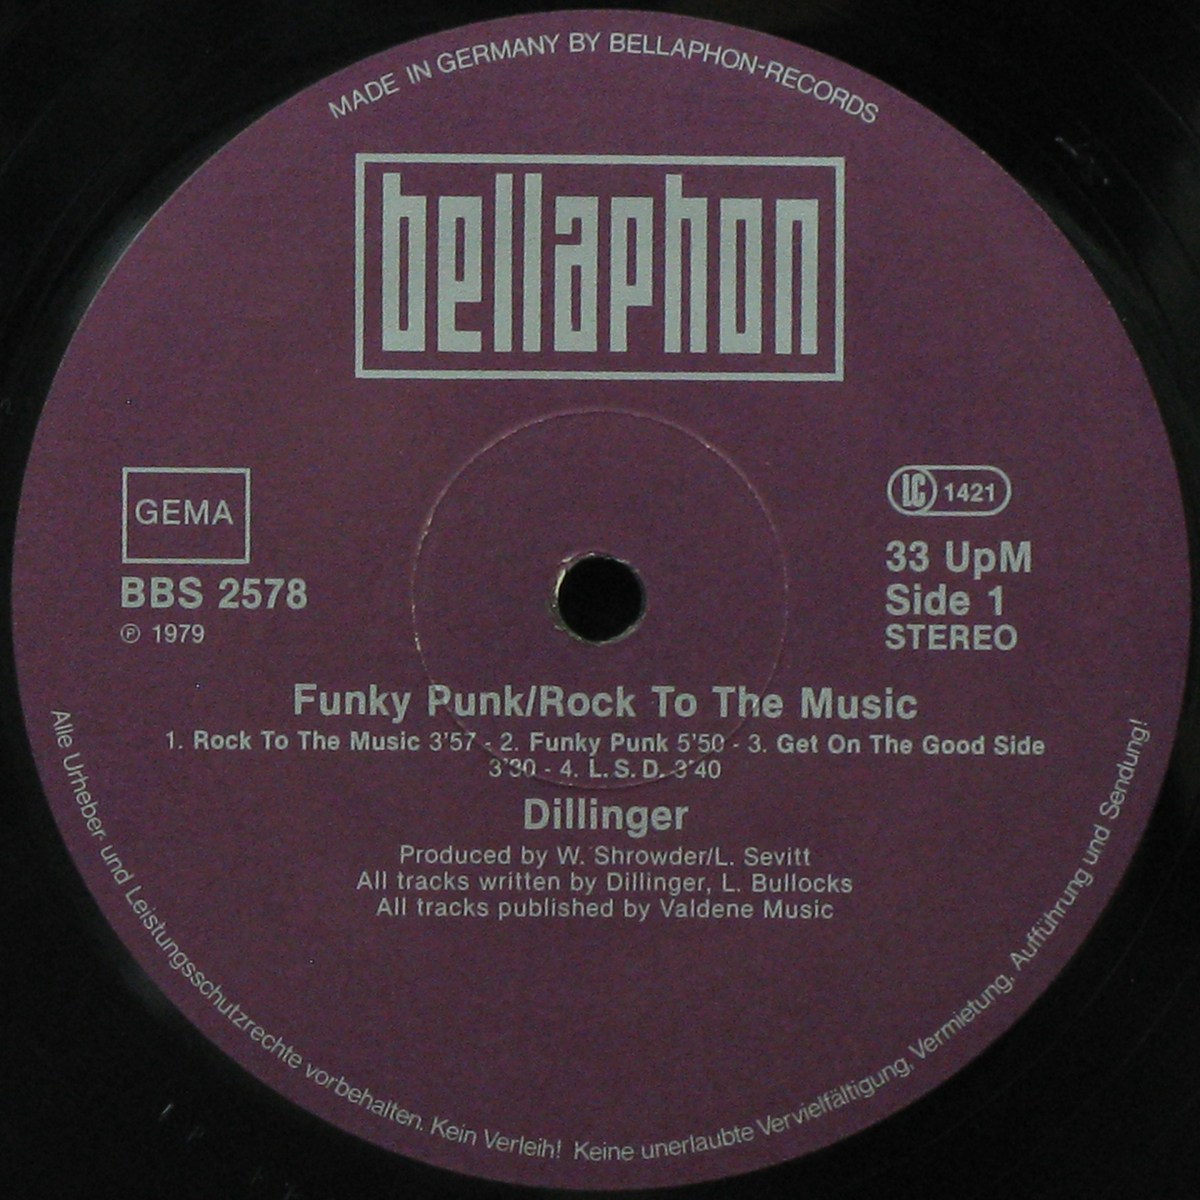 MADE IN GERMANY BY BELLAPHON-RECORDS
bellaphon
GEMA
BBS 2578
℗ 1979
LC 1421
33 UpM
Side 1
STEREO
Funky Punk/Rock To The Music
1. Rock To The Music 3'57 - 2. Funky Punk 5'50 - 3. Get On The Good Side
3'30 - 4. L.S.D. 3'40
Dillinger
Produced by W. Shrowder/L. Sevitt
All tracks written by Dillinger, L. Bullocks
All tracks published by Valdene Music
Alle Urheber- und Leistungsschutzrechte vorbehalten. Kein Verleih! Keine unerlaubte Vervielfältigung, Vermietung, Aufführung und Sendung!